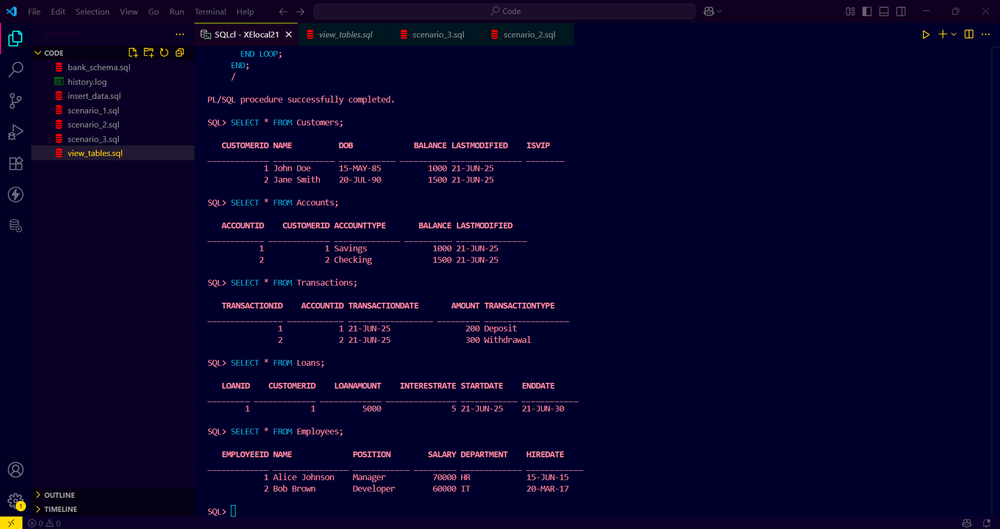 File Edit Selection View Go Run Terminal Help Code
EXPLORER
CODE
bank_schema.sql
history.log
insert_data.sql
scenario_1.sql
scenario_2.sql
scenario_3.sql
view_tables.sql
OUTLINE
TIMELINE
1
0 0
SQLcl - XElocal21 view_tables.sql scenario_3.sql scenario_2.sql
END LOOP;
END;
/
PL/SQL procedure successfully completed.
SQL> SELECT * FROM Customers;
CUSTOMERID NAME DOB BALANCE LASTMODIFIED ISVIP
_____________ _____________ ____________ __________ _______________ ________
1 John Doe 15-MAY-85 1000 21-JUN-25
2 Jane Smith 20-JUL-90 1500 21-JUN-25
SQL> SELECT * FROM Accounts;
ACCOUNTID CUSTOMERID ACCOUNTTYPE BALANCE LASTMODIFIED
____________ _____________ ______________ __________ _______________
1 1 Savings 1000 21-JUN-25
2 2 Checking 1500 21-JUN-25
SQL> SELECT * FROM Transactions;
TRANSACTIONID ACCOUNTID TRANSACTIONDATE AMOUNT TRANSACTIONTYPE
________________ ____________ __________________ _________ __________________
1 1 21-JUN-25 200 Deposit
2 2 21-JUN-25 300 Withdrawal
SQL> SELECT * FROM Loans;
LOANID CUSTOMERID LOANAMOUNT INTERESTRATE STARTDATE ENDDATE
_________ _____________ _____________ _______________ ____________ ____________
1 1 5000 5 21-JUN-25 21-JUN-30
SQL> SELECT * FROM Employees;
EMPLOYEEID NAME POSITION SALARY DEPARTMENT HIREDATE
_____________ ________________ ____________ _________ _____________ ____________
1 Alice Johnson Manager 70000 HR 15-JUN-15
2 Bob Brown Developer 60000 IT 20-MAR-17
SQL>